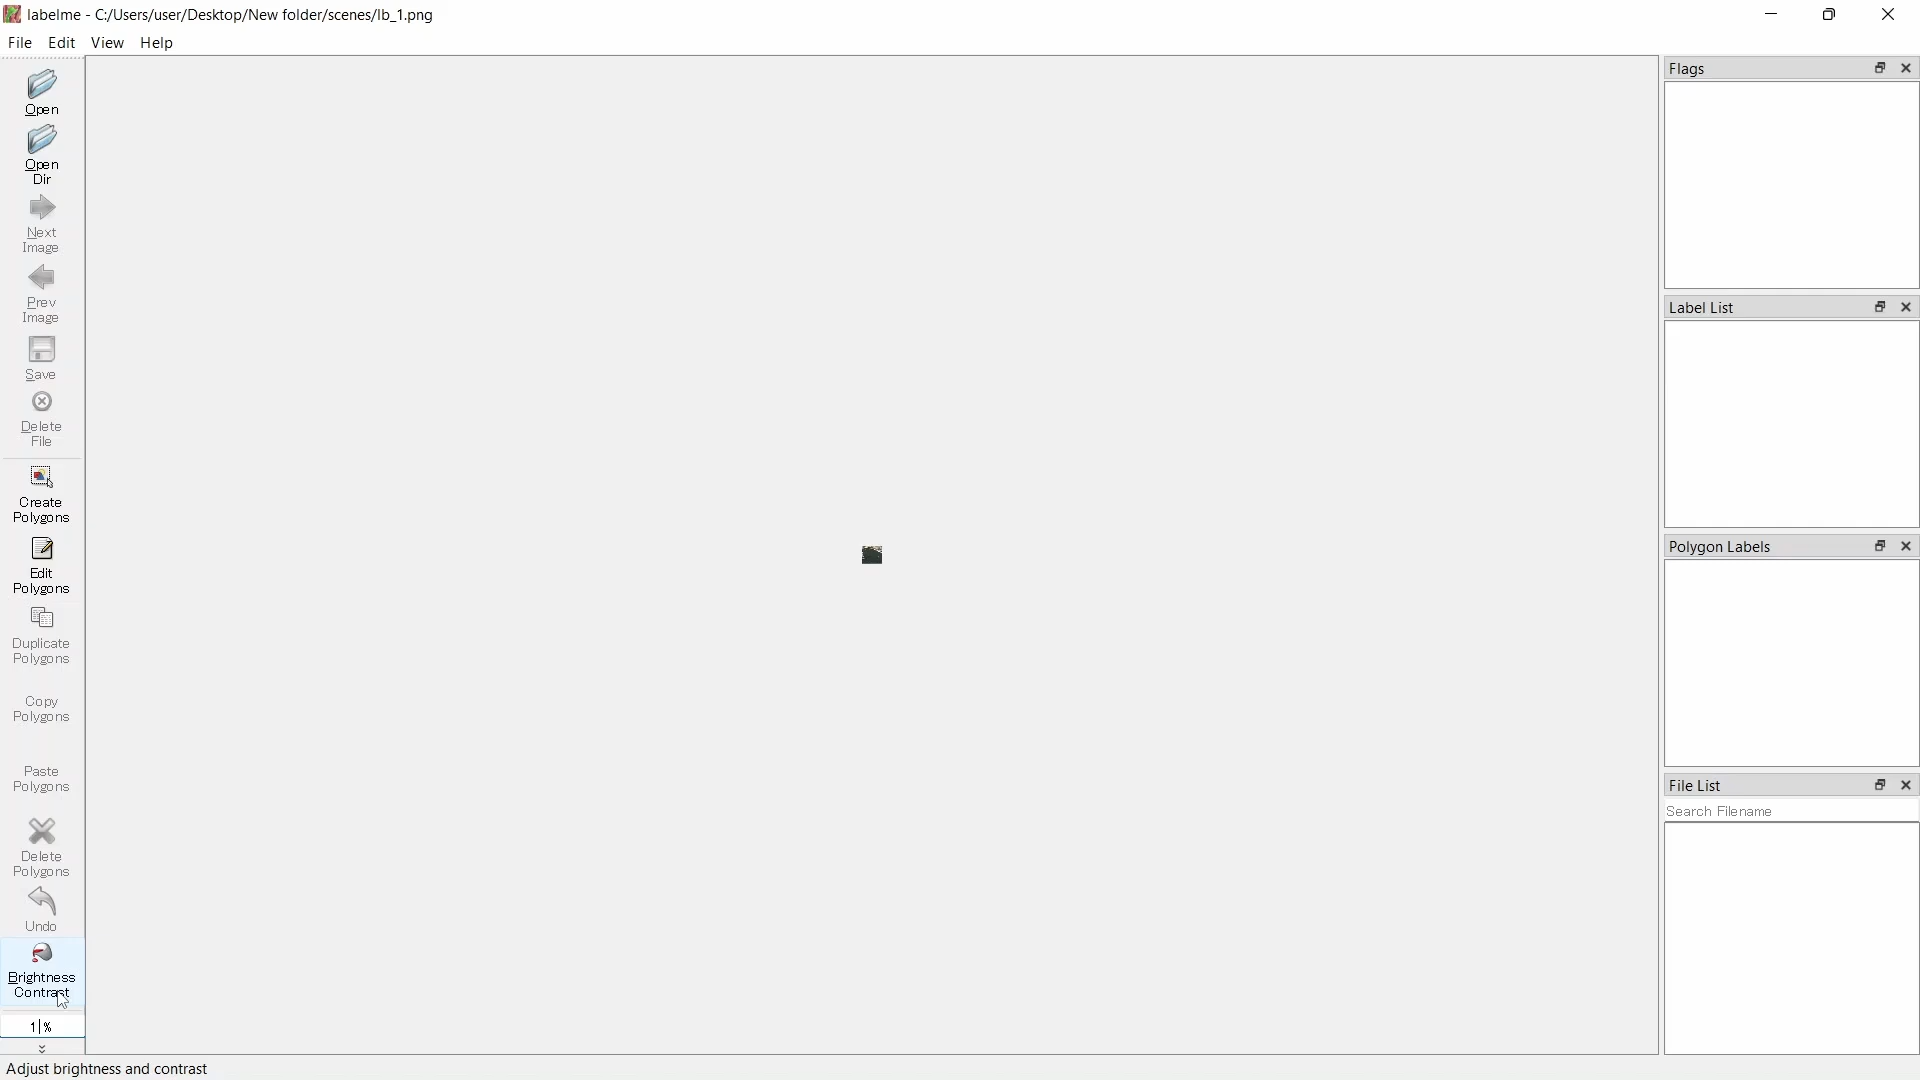 labelme - C:/Users/user/Desktop/New folder/scenes/lb_1.png
File Edit View Help
Open
Open
Dir
Next
Image
Prev
Image
Save
Delete
File
Create
Polygons
Edit
Polygons
Duplicate
Polygons
Copy
Polygons
Paste
Polygons
Delete
Polygons
Undo
Brightness
Contrast
1%
Adjust brightness and contrast
Flags
Label List
Polygon Labels
File List
Search Filename